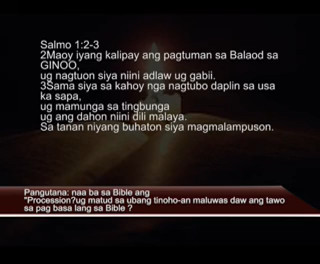 Salmo 1:2-3
2Maoy iyang kalipay ang pagtuman sa Balaod sa
GINOO,
ug nagtuon siya niini adlaw ug gabii.
3Sama siya sa kahoy nga nagtubo daplin sa usa
ka sapa,
ug mamunga sa tingbunga
ug ang dahon niini dili malaya.
Sa tanan niyang buhaton siya magmalampuson.
Pangutana: naa ba sa Bible ang
"Procession?ug matud sa ubang tinoho-an maluwas daw ang tawo
sa pag basa lang sa Bible ?